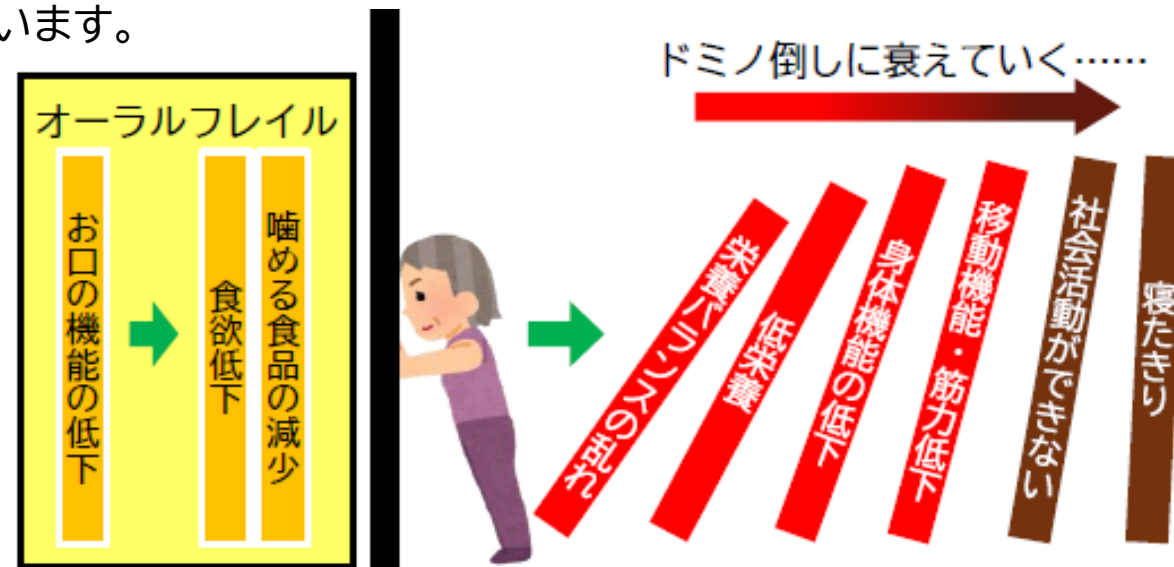 います。
オーラルフレイル
お口の機能の低下
食欲低下
噛める食品の減少
ドミノ倒しに衰えていく……
栄養バランスの乱れ
低栄養
身体機能の低下
移動機能・筋力低下
社会活動ができない
寝たきり